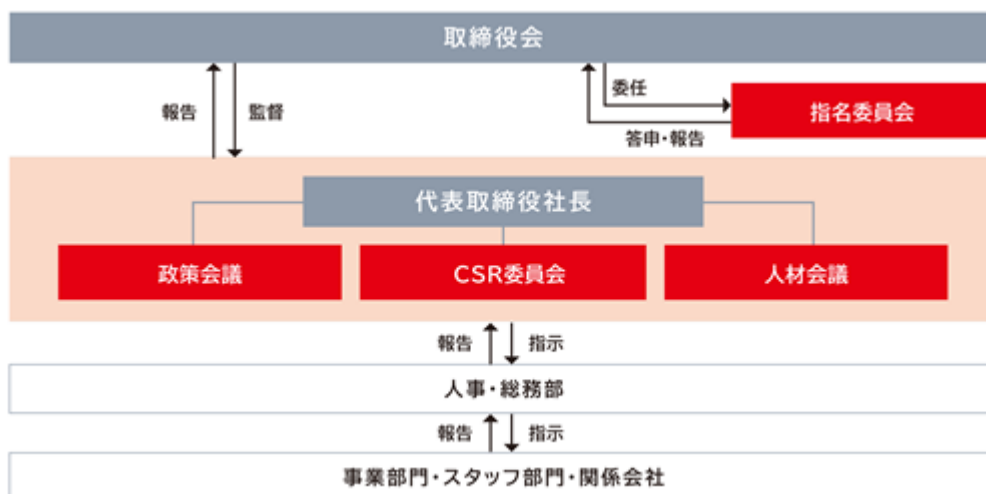 取締役会
報告
監督
委任
指名委員会
答申・報告
代表取締役社長
政策会議
CSR委員会
人材会議
報告
指示
人事・総務部
報告
指示
事業部門・スタッフ部門・関係会社